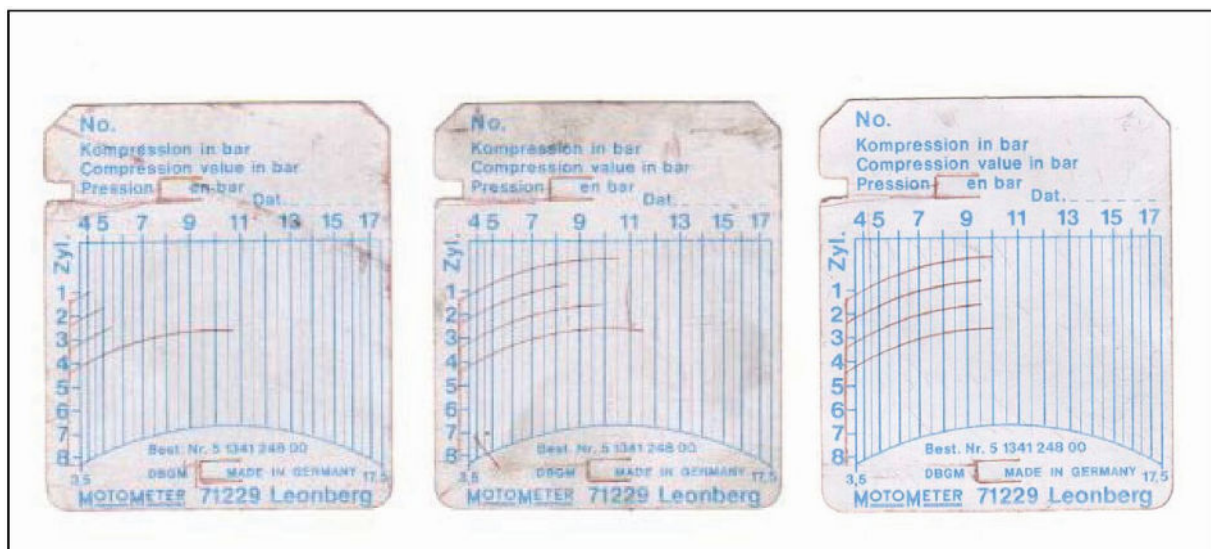 No.
Kompression in bar
Compression value in bar
Pression en bar
Dat.
4 5 7 9 11 13 15 17
Zyl.
1
2
3
4
5
6
7
8
Best. Nr. 5 1341 248 00
3,5 DBGM MADE IN GERMANY 17,5
MOTOMETER 71229 Leonberg
No.
Kompression in bar
Compression value in bar
Pression en bar
Dat.
4 5 7 9 11 13 15 17
Zyl.
1
2
3
4
5
6
7
8
Best. Nr. 5 1341 248 00
3,5 DBGM MADE IN GERMANY 17,5
MOTOMETER 71229 Leonberg
No.
Kompression in bar
Compression value in bar
Pression en bar
Dat.
4 5 7 9 11 13 15 17
Zyl.
1
2
3
4
5
6
7
8
Best. Nr. 5 1341 248 00
3,5 DBGM MADE IN GERMANY 17,5
MOTOMETER 71229 Leonberg